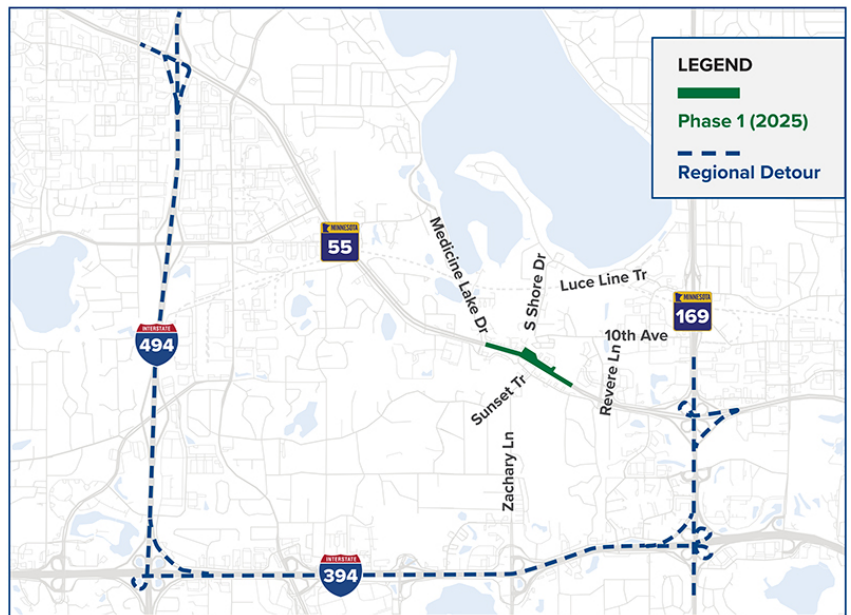 LEGEND
Phase 1 (2025)
Regional Detour
MINNESOTA
55
Medicine Lake Dr
S Shore Dr
Luce Line Tr
MINNESOTA
169
10th Ave
INTERSTATE
494
Revere Ln
Sunset Tr
Zachary Ln
INTERSTATE
394